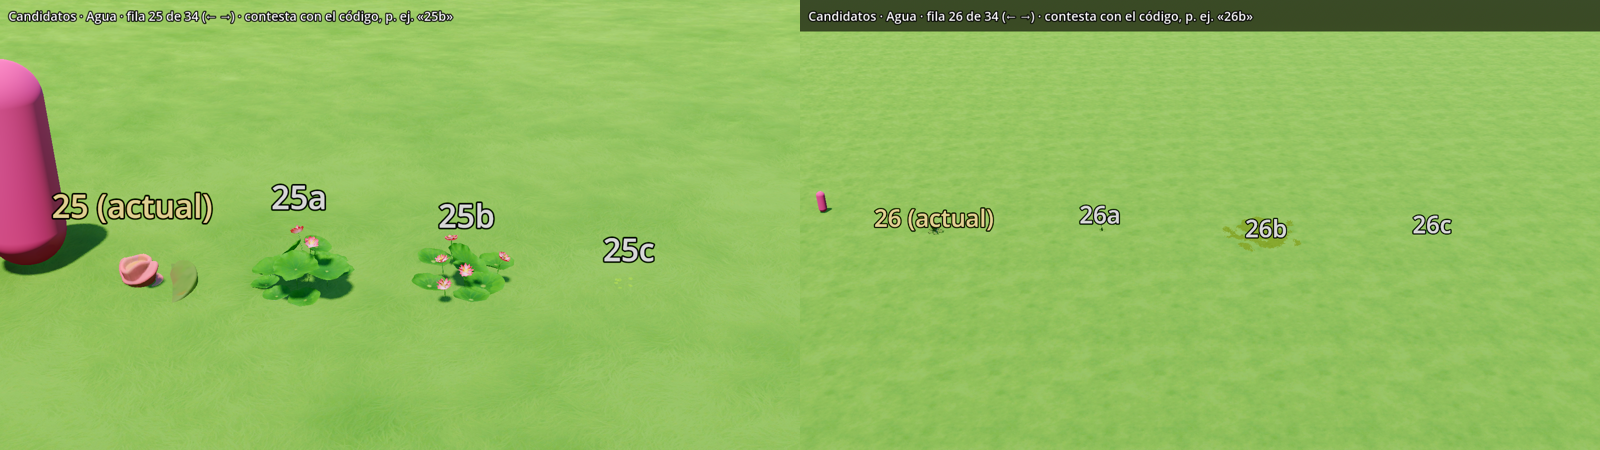 Candidatos · Agua · fila 25 de 34 (← →) · contesta con el código, p. ej. «25b»
25 (actual)
25a
25b
25c
Candidatos · Agua · fila 26 de 34 (← →) · contesta con el código, p. ej. «26b»
26 (actual)
26a
26b
26c